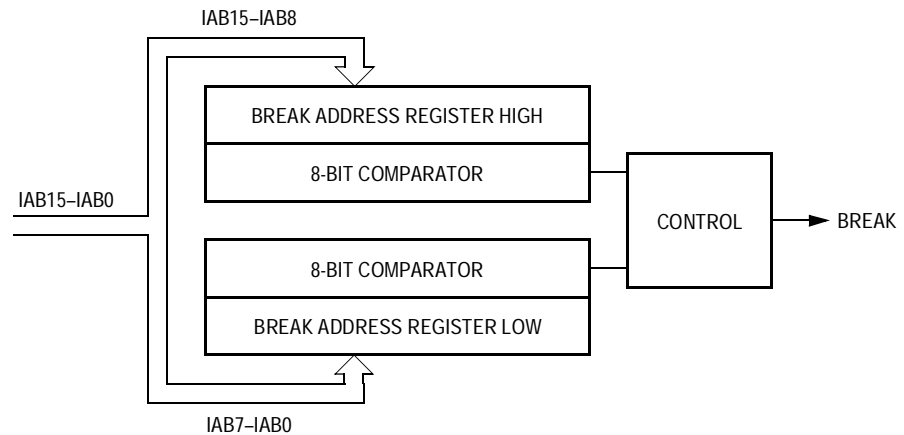 IAB15–IAB8
BREAK ADDRESS REGISTER HIGH
8-BIT COMPARATOR
IAB15–IAB0
CONTROL
BREAK
8-BIT COMPARATOR
BREAK ADDRESS REGISTER LOW
IAB7–IAB0